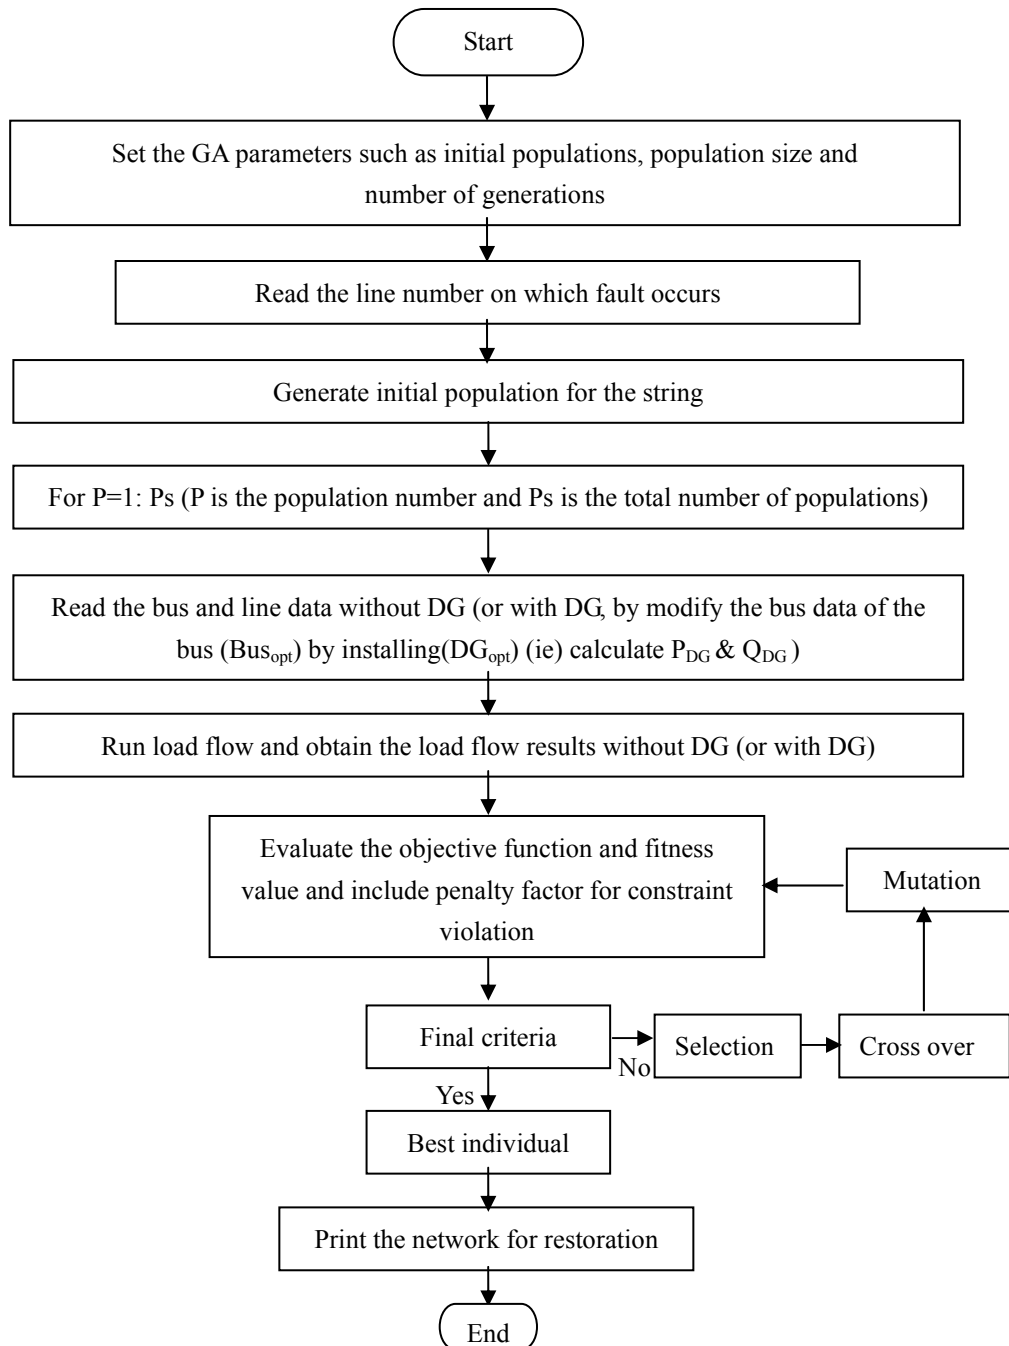 Start
Set the GA parameters such as initial populations, population size and
number of generations
Read the line number on which fault occurs
Generate initial population for the string
For P=1: Ps (P is the population number and Ps is the total number of populations)
Read the bus and line data without DG (or with DG, by modify the bus data of the
bus (Bus_opt) by installing(DG_opt) (ie) calculate P_DG & Q_DG )
Run load flow and obtain the load flow results without DG (or with DG)
Evaluate the objective function and fitness
value and include penalty factor for constraint
violation
Mutation
Final criteria
No
Selection
Cross over
Yes
Best individual
Print the network for restoration
End